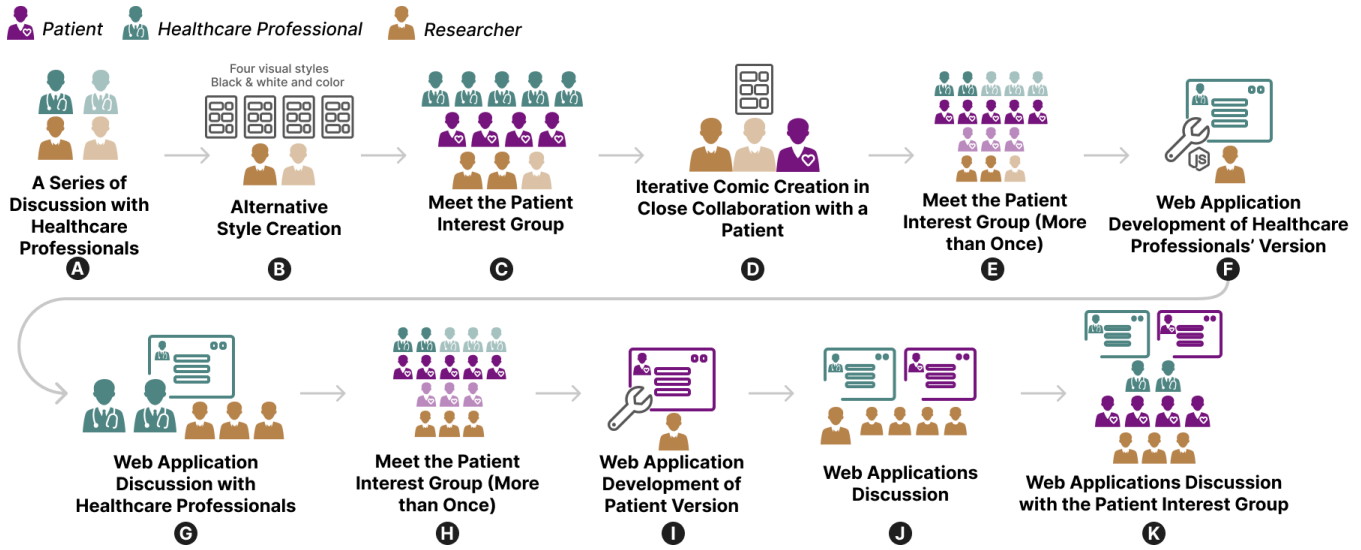 Patient
Healthcare Professional
Researcher
Four visual styles
Black & white and color
A Series of
Discussion with
Healthcare
Professionals
A
Alternative
Style Creation
B
Meet the Patient
Interest Group
C
Iterative Comic Creation in
Close Collaboration with a
Patient
D
Meet the Patient
Interest Group (More
than Once)
E
JS
Web Application
Development of Healthcare
Professionals’ Version
F
Web Application
Discussion with
Healthcare Professionals
G
Meet the Patient
Interest Group (More
than Once)
H
Web Application
Development of
Patient Version
I
Web Applications
Discussion
J
Web Applications Discussion
with the Patient Interest Group
K